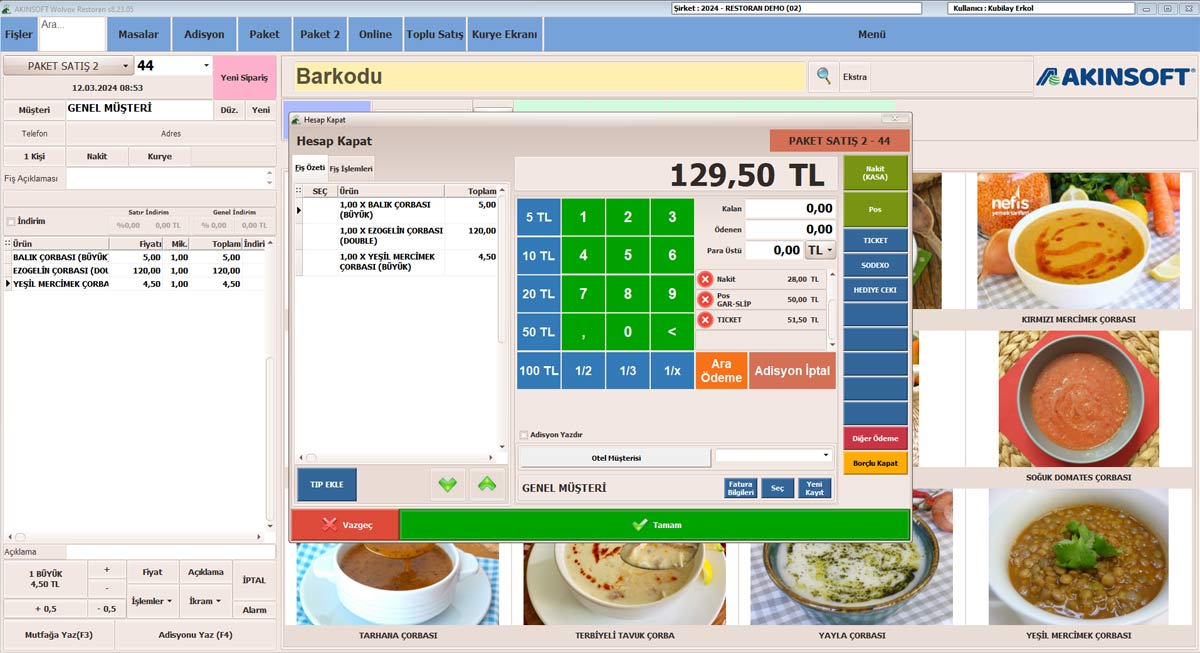 AKINSOFT Wolvox Restoran s8.23.05
Şirket : 2024 - RESTORAN DEMO (02)
Kullanıcı : Kubilay Erkol
Fişler
Ara...
Masalar
Adisyon
Paket
Paket 2
Online
Toplu Satış
Kurye Ekranı
Menü
PAKET SATIŞ 2
44
Yeni Sipariş
12.03.2024 08:53
Müşteri
GENEL MÜŞTERİ
Düz.
Yeni
Telefon
Adres
1 Kişi
Nakit
Kurye
Fiş Açıklaması
İndirim
Satır İndirim
Genel İndirim
%0,00
0,00 TL
% 0,00
0,00 TL
Ürün
Fiyatı
Mik.
Toplam
İndiri
BALIK ÇORBASI (BÜYÜK
5,00
1,00
5,00
EZOGELİN ÇORBASI (DOU
120,00
1,00
120,00
YEŞİL MERCİMEK ÇORBA
4,50
1,00
4,50
Açıklama
1 BÜYÜK
4,50 TL
+
-
Fiyat
Açıklama
İPTAL
+ 0,5
- 0,5
İşlemler
İkram
Alarm
Mutfağa Yaz(F3)
Adisyonu Yaz (F4)
Barkodu
Ekstra
AKINSOFT
Hesap Kapat
Hesap Kapat
PAKET SATIŞ 2 - 44
Fiş Özeti
Fiş İşlemleri
SEÇ
Ürün
Toplam
1,00 X BALIK ÇORBASI
(BÜYÜK)
5,00
1,00 X EZOGELİN ÇORBASI
(DOUBLE)
120,00
1,00 X YEŞİL MERCİMEK
ÇORBASI (BÜYÜK)
4,50
TIP EKLE
129,50 TL
5 TL
1
2
3
10 TL
4
5
6
20 TL
7
8
9
50 TL
,
0
<
100 TL
1/2
1/3
1/x
Kalan
0,00
Ödenen
0,00
Para Üstü
0,00
TL
Nakit
28,00 TL
Pos
GAR-SLİP
50,00 TL
TICKET
51,50 TL
Ara
Ödeme
Adisyon İptal
Adisyon Yazdır
Otel Müşterisi
GENEL MÜŞTERİ
Fatura
Bilgileri
Seç
Yeni
Kayıt
Nakit
(KASA)
Pos
TICKET
SODEXO
HEDIYE CEKI
Diğer Ödeme
Borçlu Kapat
Vazgeç
Tamam
nefis
yemek tarifleri
KIRMIZI MERCİMEK ÇORBASI
SOĞUK DOMATES ÇORBASI
TARHANA ÇORBASI
TERBİYELİ TAVUK ÇORBA
YAYLA ÇORBASI
YEŞİL MERCİMEK ÇORBASI